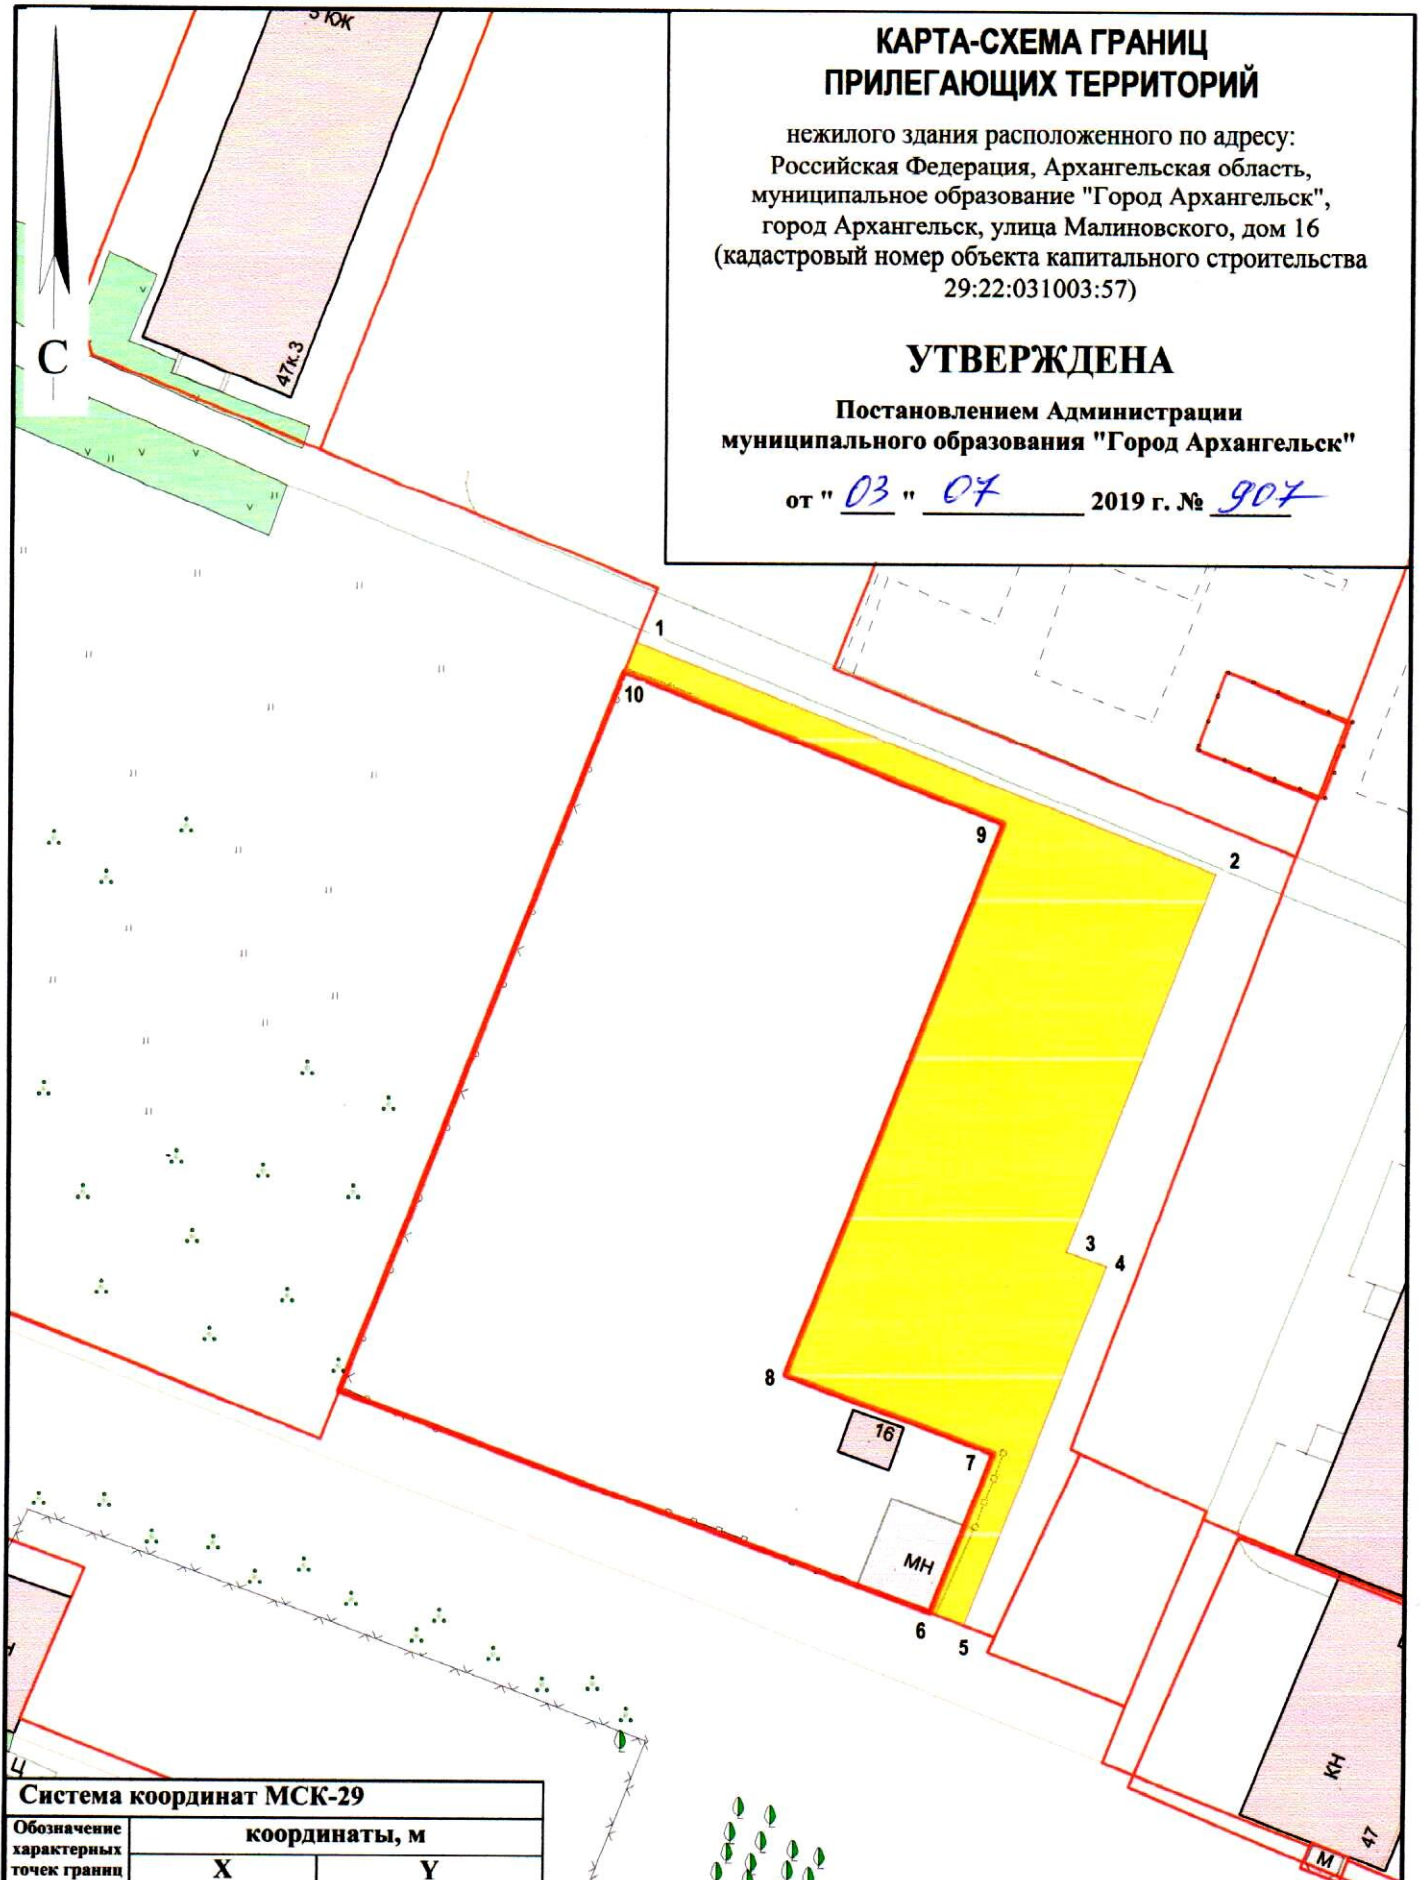 5 КЖ
КАРТА-СХЕМА ГРАНИЦ
ПРИЛЕГАЮЩИХ ТЕРРИТОРИЙ
нежилого здания расположенного по адресу:
Российская Федерация, Архангельская область,
муниципальное образование "Город Архангельск",
город Архангельск, улица Малиновского, дом 16
(кадастровый номер объекта капитального строительства
29:22:031003:57)
УТВЕРЖДЕНА
Постановлением Администрации
муниципального образования "Город Архангельск"
от " 03 " 07 2019 г. № 907
С
47к.3
1
10
9
2
3
4
8
16
7
МН
6
5
КН
47
М
Ц
Система координат МСК-29
Обозначение
характерных
точек границ
координаты, м
X
Y